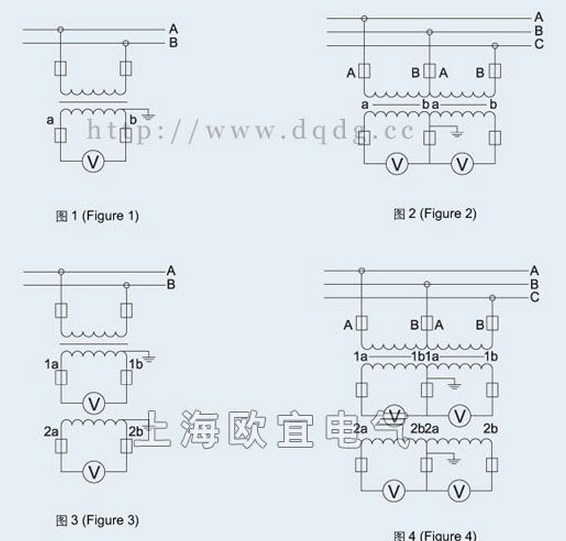 A
B
A
B
C
A B A B
a b a b
a b
http://www.dqdg.cc
V
V V
图1 (Figure 1)
图2 (Figure 2)
A
B
A
B
C
A B A B
1a 1b 1a 1b
1a 1b
V
V V
2a 2b
2a 2b 2a 2b
上海欧宜电气
V
V V
图3 (Figure 3)
图4 (Figure 4)